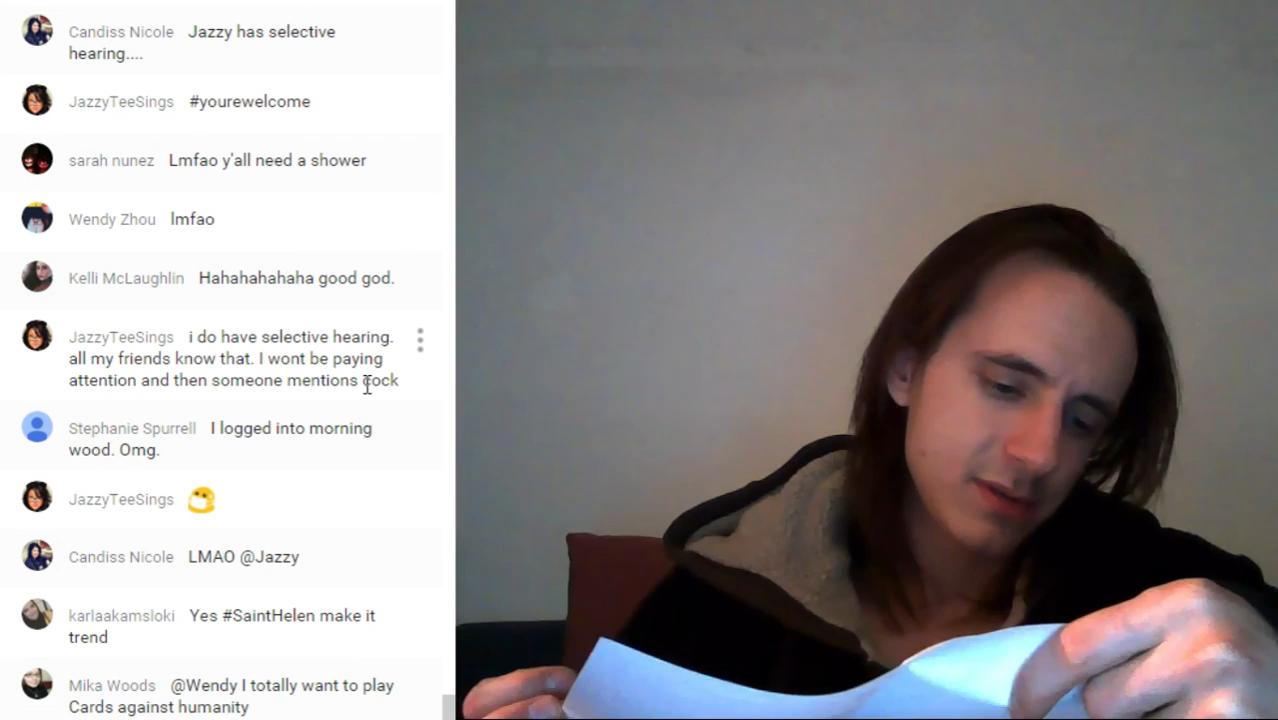 Candiss Nicole Jazzy has selective
hearing....
JazzyTeeSings #yourewelcome
sarah nunez Lmfao y'all need a shower
Wendy Zhou lmfao
Kelli McLaughlin Hahahahahaha good god.
JazzyTeeSings i do have selective hearing.
all my friends know that. I wont be paying
attention and then someone mentions cock
Stephanie Spurrell I logged into morning
wood. Omg.
JazzyTeeSings
Candiss Nicole LMAO @Jazzy
karlaakamsloki Yes #SaintHelen make it
trend
Mika Woods @Wendy I totally want to play
Cards against humanity